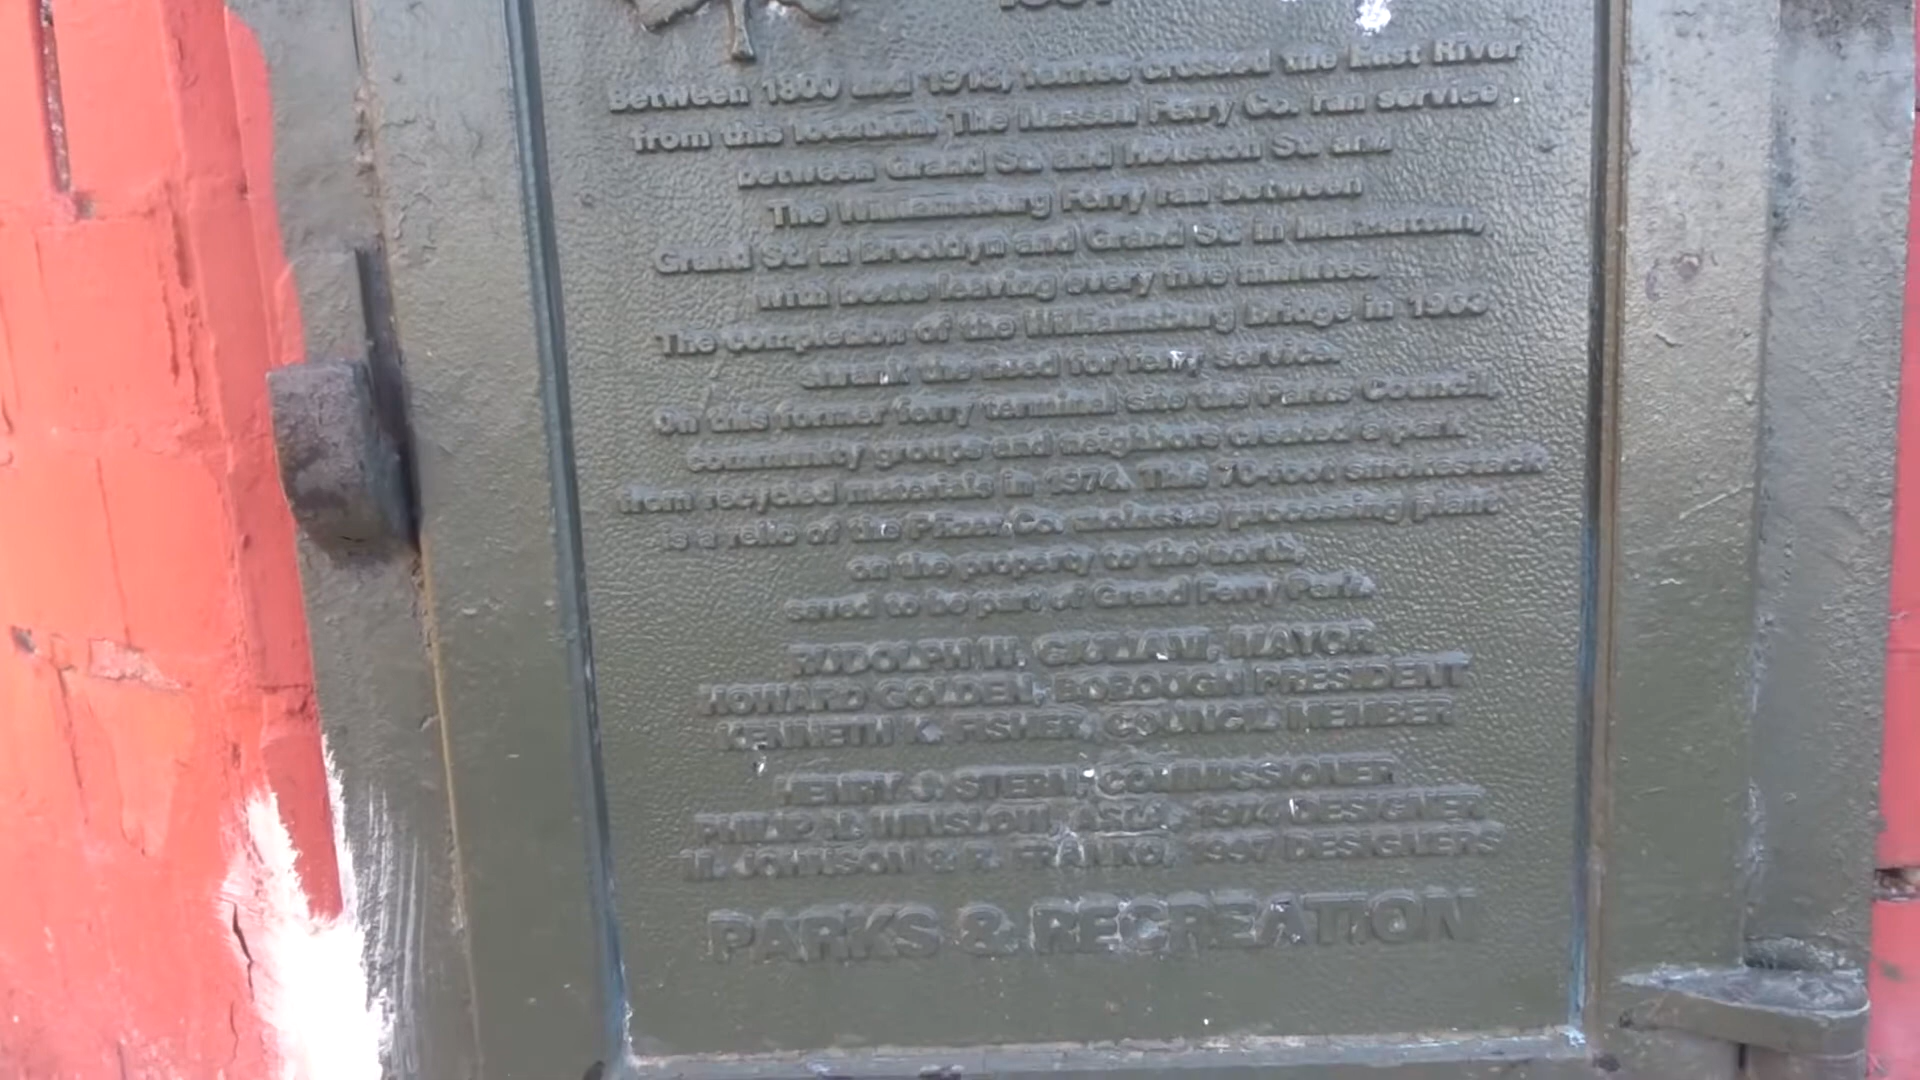 Between 1800 and 1918, ferries crossed the East River
from this location. The Nassau Ferry Co. ran service
between Grand St. and Houston St. and
The Williamsburg Ferry ran between
Grand St. in Brooklyn and Grand St. in Manhattan,
with boats leaving every five minutes.
The completion of the Williamsburg Bridge in 1903
shrank the need for ferry service.
On this former ferry terminal site the Parks Council,
community groups and neighbors created a park
from recycled materials in 1974. This 70-foot smokestack
is a relic of the Pfizer Co. molasses processing plant
on the property to the north,
saved to be part of Grand Ferry Park.
RUDOLPH W. GIULIANI, MAYOR
HOWARD GOLDEN, BOROUGH PRESIDENT
KENNETH K. FISHER, COUNCIL MEMBER
HENRY J. STERN, COMMISSIONER
PHILIP N. WINSLOW, ASLA, 1974 DESIGNER
JOHNSON & R. FRANKO, 1997 DESIGNERS
PARKS & RECREATION